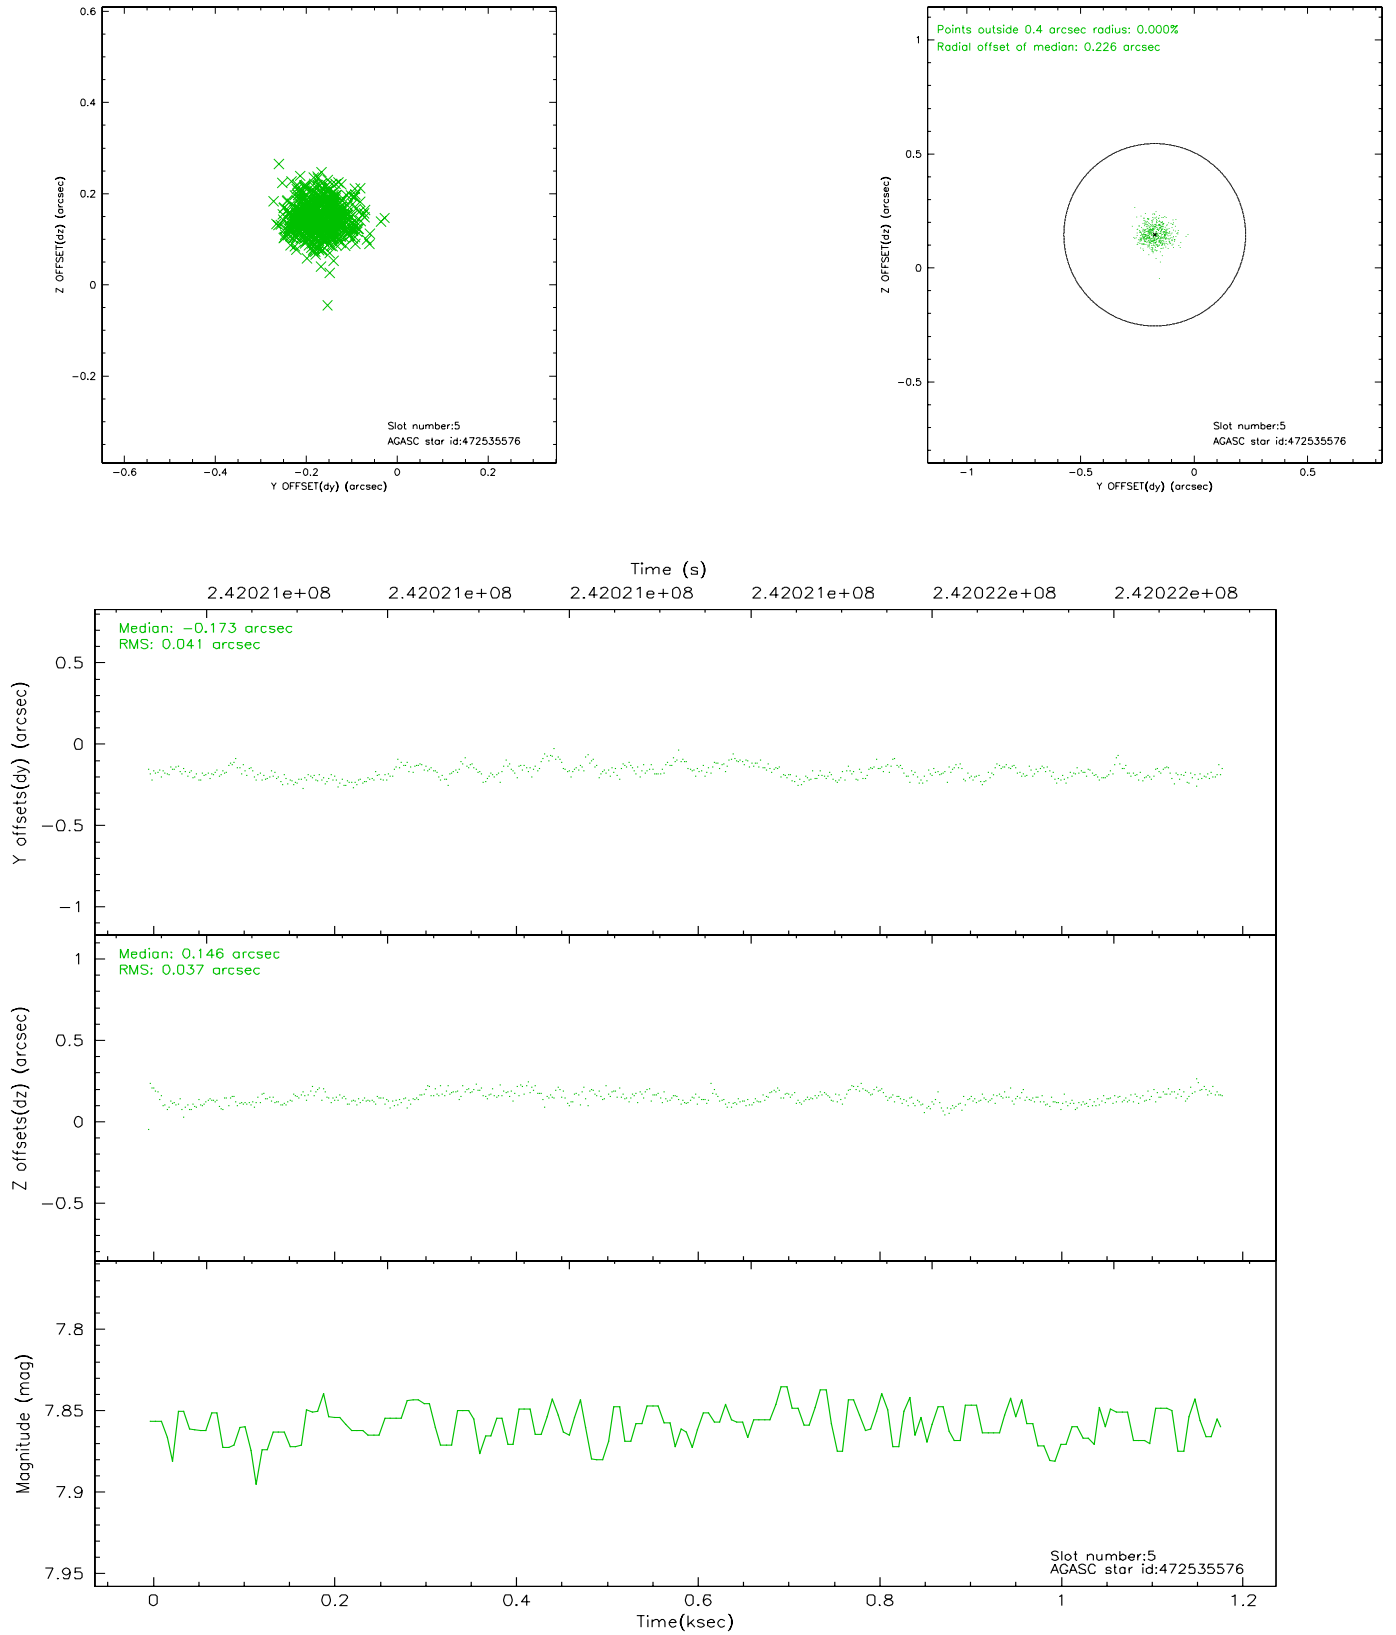 0.6
0.4
0.2
0
−0.2
Z OFFSET(dz) (arcsec)
Slot number:5
AGASC star id:472535576
−0.6 −0.4 −0.2 0 0.2
Y OFFSET(dy) (arcsec)
Points outside 0.4 arcsec radius: 0.000%
Radial offset of median: 0.226 arcsec
1
0.5
0
−0.5
Z OFFSET(dz) (arcsec)
Slot number:5
AGASC star id:472535576
−1 −0.5 0 0.5
Y OFFSET(dy) (arcsec)
Time (s)
2.42021e+08 2.42021e+08 2.42021e+08 2.42021e+08 2.42022e+08 2.42022e+08
Median: −0.173 arcsec
RMS: 0.041 arcsec
0.5
0
−0.5
−1
Y offsets(dy) (arcsec)
Median: 0.146 arcsec
RMS: 0.037 arcsec
1
0.5
0
−0.5
Z offsets(dz) (arcsec)
7.8
7.85
7.9
7.95
Magnitude (mag)
Slot number:5
AGASC star id:472535576
0 0.2 0.4 0.6 0.8 1 1.2
Time(ksec)